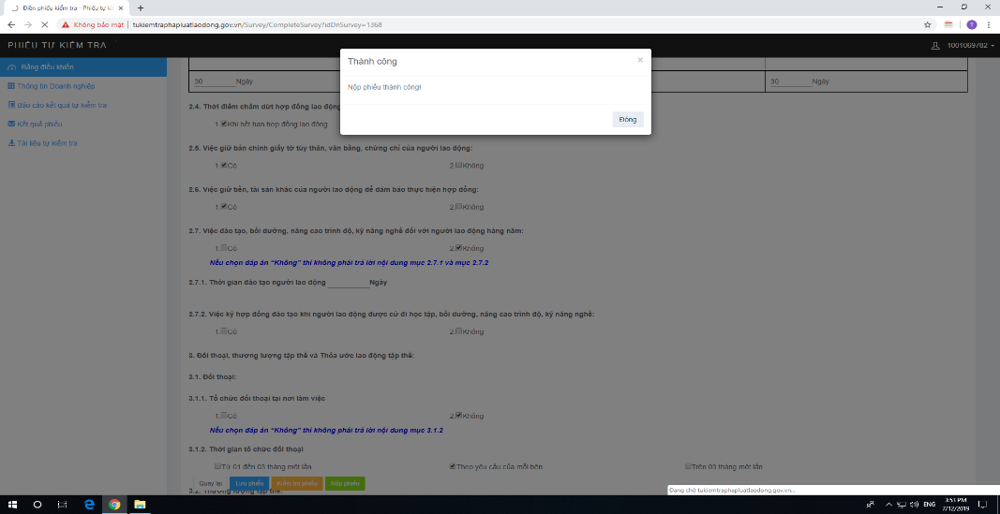 Điền phiếu kiểm tra - Phiếu tự ki
Không bảo mật | tukiemtraphapluatlaodong.gov.vn/Survey/CompleteSurvey?idDnSurvey=1368
T
PHIẾU TỰ KIỂM TRA
1001069782
Bảng điều khiển
Thông tin Doanh nghiệp
Báo cáo kết quả tự kiểm tra
Kết quả phiếu
Tài liệu tự kiểm tra
Thành công
×
Nộp phiếu thành công!
Đóng
30 Ngày
30 Ngày
2.4. Thời điểm chấm dứt hợp đồng lao động
1. Khi hết hạn hợp đồng lao động
2.5. Việc giữ bản chính giấy tờ tùy thân, văn bằng, chứng chỉ của người lao động:
1. Có 2. Không
2.6. Việc giữ tiền, tài sản khác của người lao động để đảm bảo thực hiện hợp đồng:
1. Có 2. Không
2.7. Việc đào tạo, bồi dưỡng, nâng cao trình độ, kỹ năng nghề đối với người lao động hàng năm:
1. Có 2. Không
Nếu chọn đáp án “Không” thì không phải trả lời nội dung mục 2.7.1 và mục 2.7.2
2.7.1. Thời gian đào tạo người lao động Ngày
2.7.2. Việc ký hợp đồng đào tạo khi người lao động được cử đi học tập, bồi dưỡng, nâng cao trình độ, kỹ năng nghề:
1. Có 2. Không
3. Đối thoại, thương lượng tập thể và Thỏa ước lao động tập thể:
3.1. Đối thoại:
3.1.1. Tổ chức đối thoại tại nơi làm việc
1. Có 2. Không
Nếu chọn đáp án “Không” thì không phải trả lời nội dung mục 3.1.2
3.1.2. Thời gian tổ chức đối thoại
Từ 01 đến 03 tháng một lần Theo yêu cầu của mỗi bên Trên 03 tháng một lần
Quay lại Lưu phiếu Kiểm tra phiếu Nộp phiếu
3.2. Thương lượng tập thể:
Đang chờ tukiemtraphapluatlaodong.gov.vn...
ENG
3:53 PM
7/12/2019